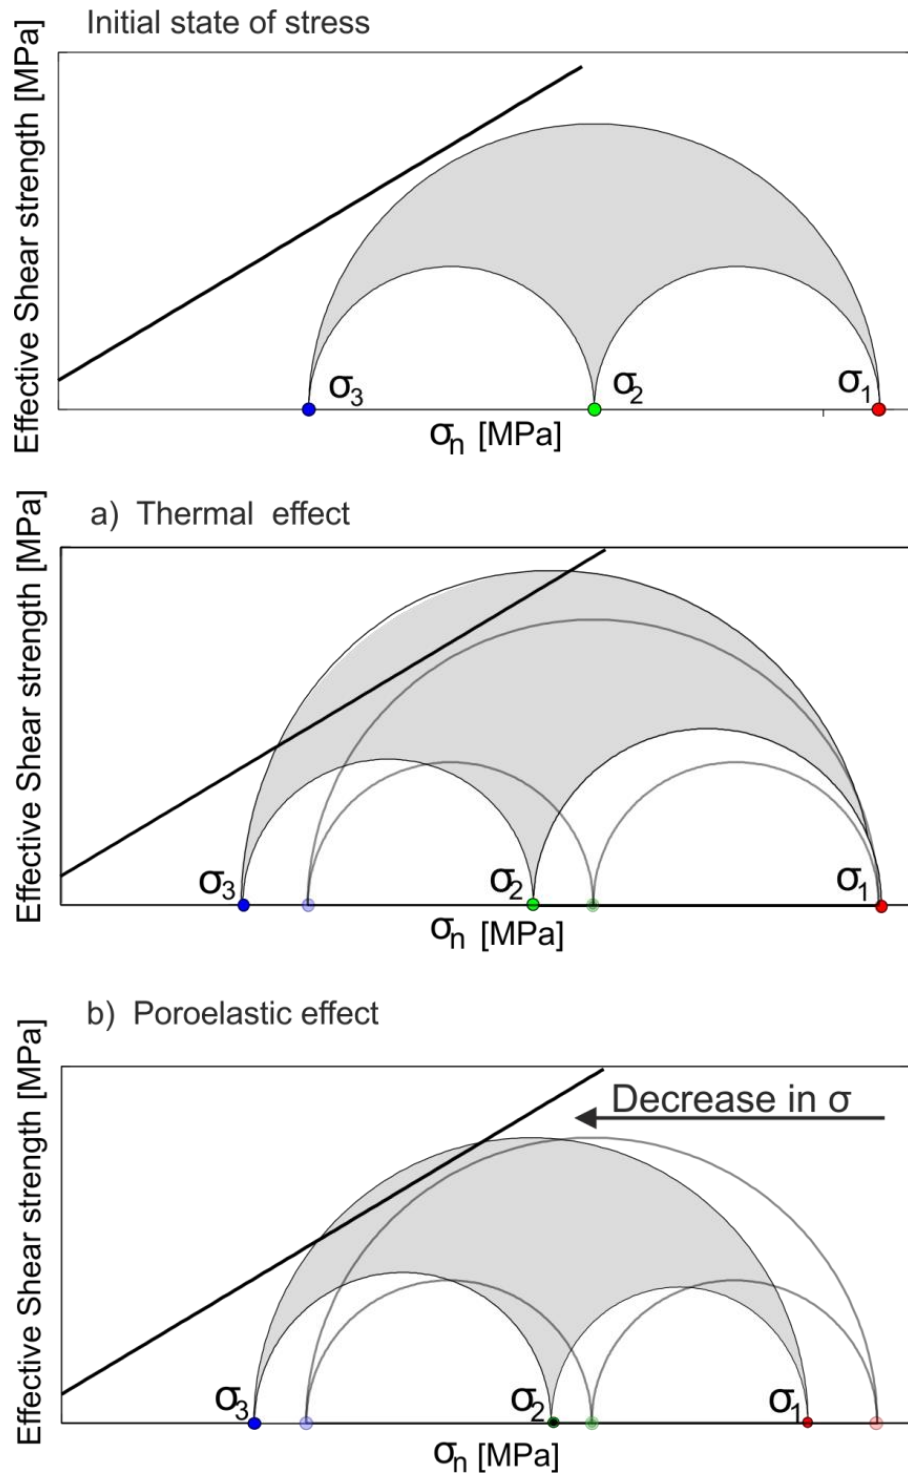 Initial state of stress
Effective Shear strength [MPa]
σ3
σ2
σ1
σn [MPa]
a) Thermal effect
Effective Shear strength [MPa]
σ3
σ2
σ1
σn [MPa]
b) Poroelastic effect
Effective Shear strength [MPa]
Decrease in σ
σ3
σ2
σ1
σn [MPa]